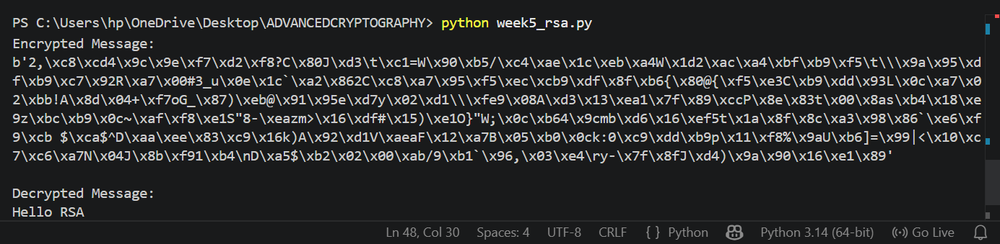 PS C:\Users\hp\OneDrive\Desktop\ADVANCEDCRYPTOGRAPHY> python week5_rsa.py
Encrypted Message:
b'2,\xc8\xcd4\x9c\x9e\xf7\xd2\xf8?C\x80J\xd3\t\xc1=W\x90\xb5/\xc4\xae\x1c\xeb\xa4W\x1d2\xac\xa4\xbf\xb9\xf5\t\\\x9a\x95\xd
f\xb9\xc7\x92R\xa7\x00#3_u\x0e\x1c`\xa2\x862C\xc8\xa7\x95\xf5\xec\xcb9\xdf\x8f\xb6{\x80@{\xf5\xe3C\xb9\xdd\x93L\x0c\xa7\x0
2\xbb!A\x8d\x04+\xf7oG_\x87)\xeb@\x91\x95e\xd7y\x02\xd1\\\xfe9\x08A\xd3\x13\xea1\x7f\x89\xccP\x8e\x83t\x00\x8as\xb4\x18\xe
9z\xbc\xb9\x0c~\xaf\xf8\xe1S"8-\xeazm>\x16\xdf#\x15)\xe1O}"W;\x0c\xb64\x9cmb\xd6\x16\xef5t\x1a\x8f\x8c\xa3\x98\x86`\xe6\xf
9\xcb $\xca$^D\xaa\xee\x83\xc9\x16k)A\x92\xd1V\xaeaF\x12\xa7B\x05\xb0\x0ck:0\xc9\xdd\xb9p\x11\xf8%\x9aU\xb6]=\x99|<\x10\xc
7\xc6\xa7N\x04J\x8b\xf91\xb4\nD\xa5$\xb2\x02\x00\xab/9\xb1`\x96,\x03\xe4\ry-\x7f\x8fJ\xd4)\x9a\x90\x16\xe1\x89'
Decrypted Message:
Hello RSA
Ln 48, Col 30 Spaces: 4 UTF-8 CRLF { } Python Python 3.14 (64-bit) Go Live